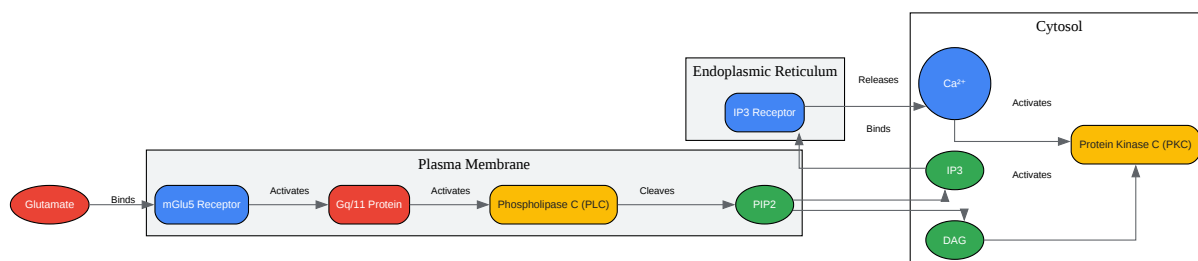 Cytosol
Endoplasmic Reticulum
Releases
Ca²⁺
IP3 Receptor
Activates
Binds
Protein Kinase C (PKC)
Plasma Membrane
IP3
Activates
Glutamate
Binds
mGlu5 Receptor
Activates
Gq/11 Protein
Activates
Phospholipase C (PLC)
Cleaves
PIP2
DAG